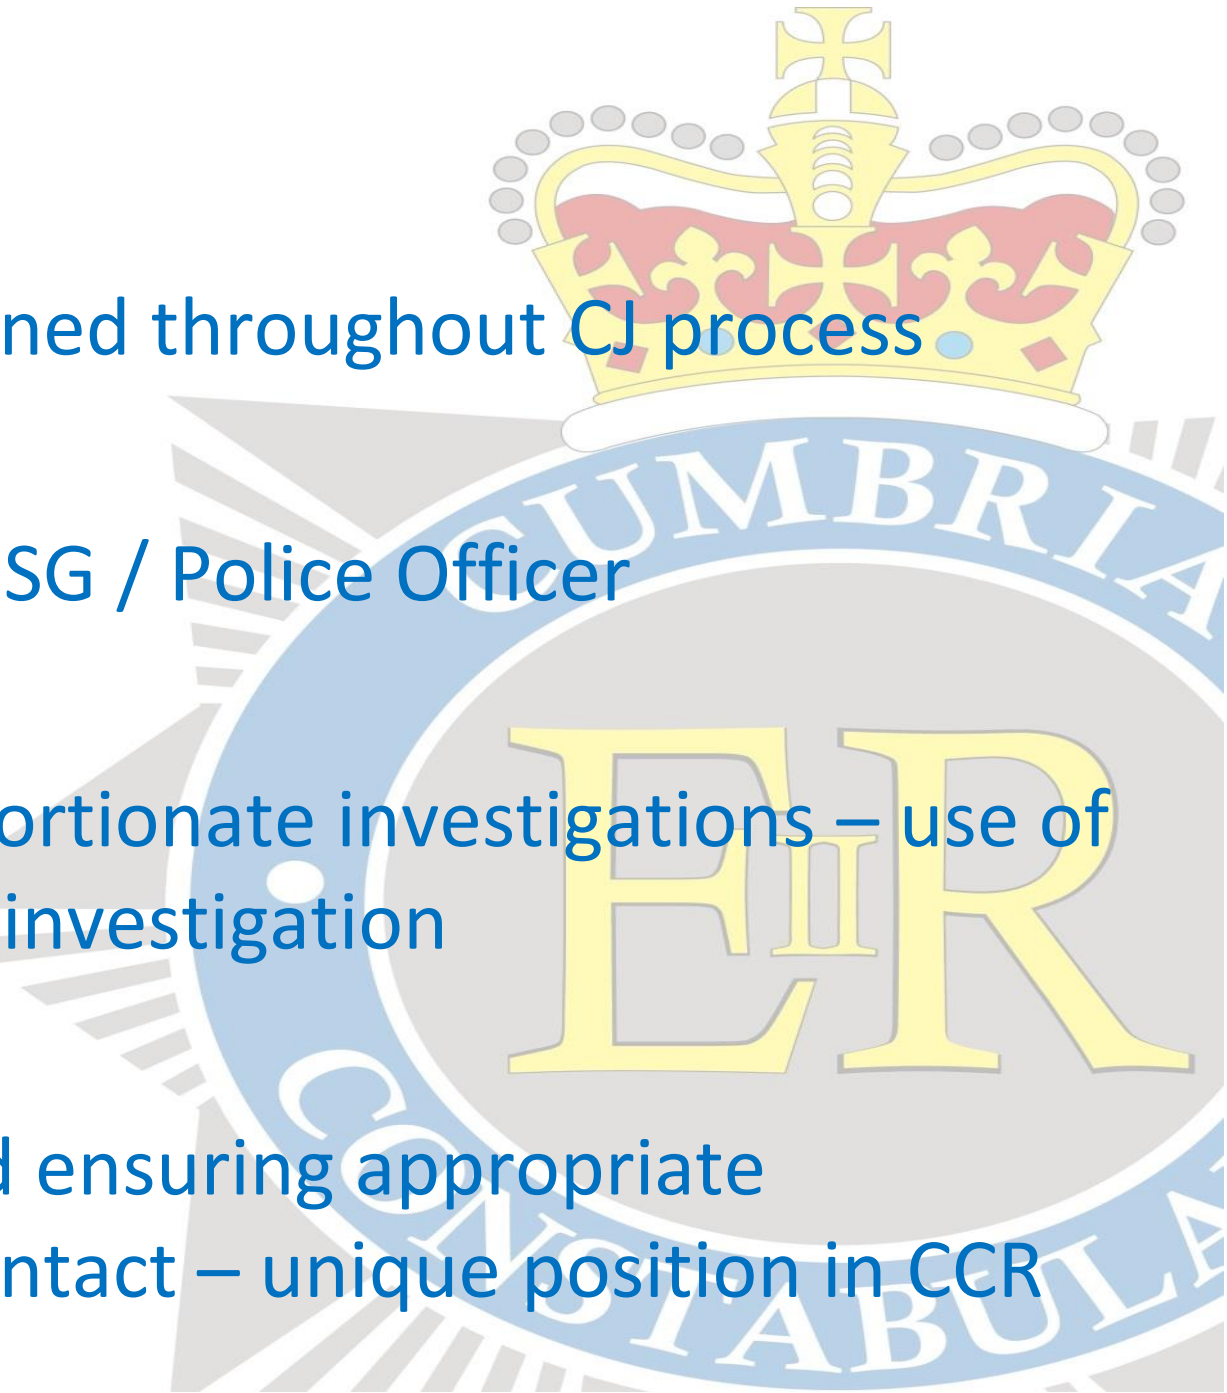 ned throughout CJ process
SG / Police Officer
ortionate investigations – use of
investigation
d ensuring appropriate
ntact – unique position in CCR
CUMBRIA
EIIR
CONSTABULA